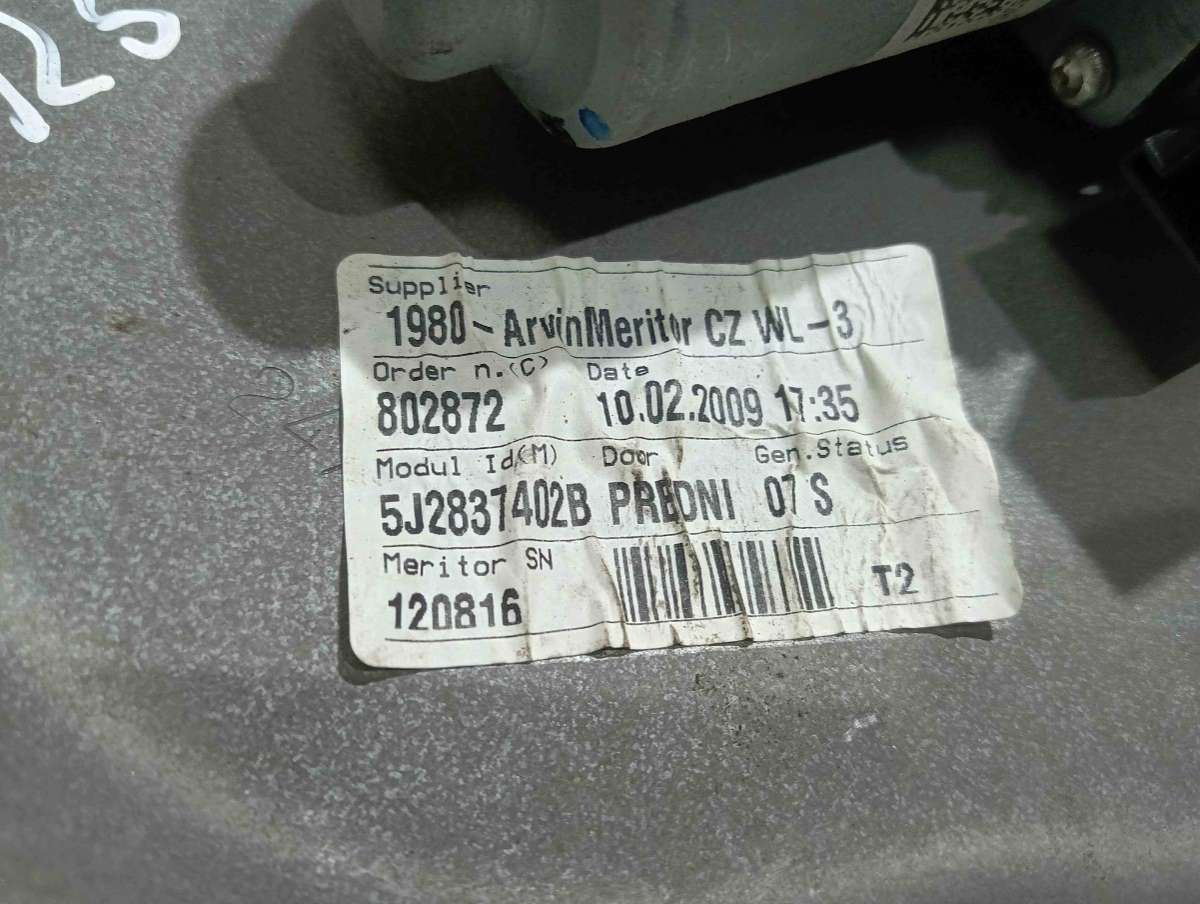 125
Supplier
1980-ArvinMeritor CZ WL-3
Order n.(C) Date
802872 10.02.2009 17:35
Modul Id(M) Door Gen.Status
5J2837402B PREDNI 07 S
Meritor SN
120816 T2